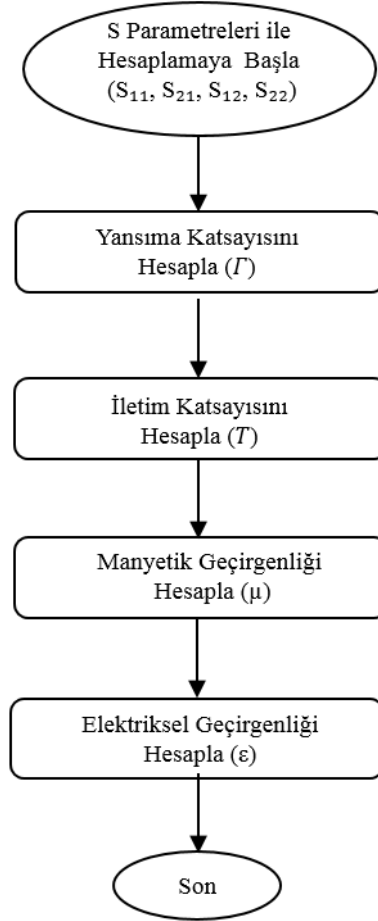 S Parametreleri ile
Hesaplamaya Başla
(S₁₁, S₂₁, S₁₂, S₂₂)
Yansıma Katsayısını
Hesapla (Γ)
İletim Katsayısını
Hesapla (T)
Manyetik Geçirgenliği
Hesapla (μ)
Elektriksel Geçirgenliği
Hesapla (ε)
Son